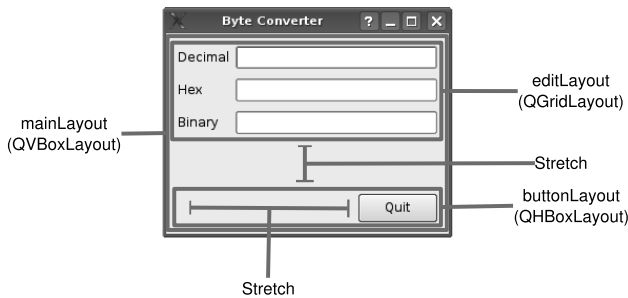 Byte Converter
?
Decimal
Hex
Binary
editLayout
(QGridLayout)
mainLayout
(QVBoxLayout)
Stretch
buttonLayout
(QHBoxLayout)
Quit
Stretch